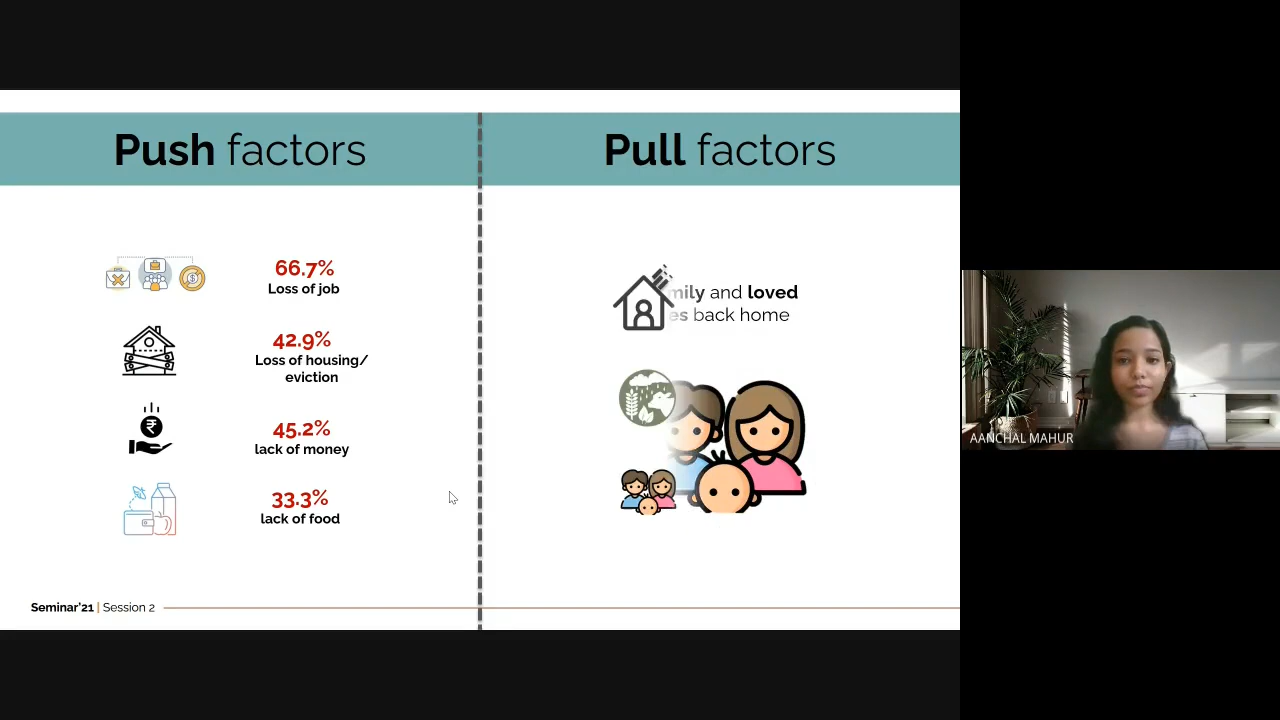 Push factors
Pull factors
66.7%
Loss of job
42.9%
Loss of housing/
eviction
45.2%
lack of money
33.3%
lack of food
and loved
back home
Seminar'21 | Session 2
AANCHAL MAHUR